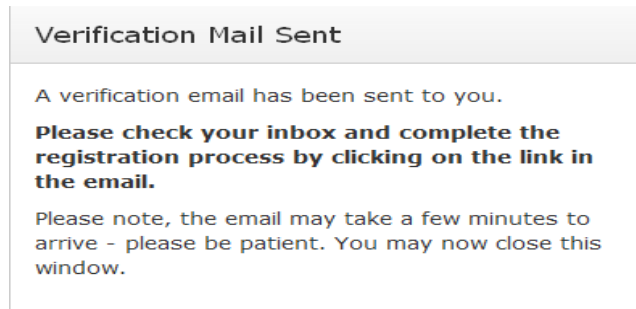 Verification Mail Sent
A verification email has been sent to you.
Please check your inbox and complete the
registration process by clicking on the link in
the email.
Please note, the email may take a few minutes to
arrive - please be patient. You may now close this
window.